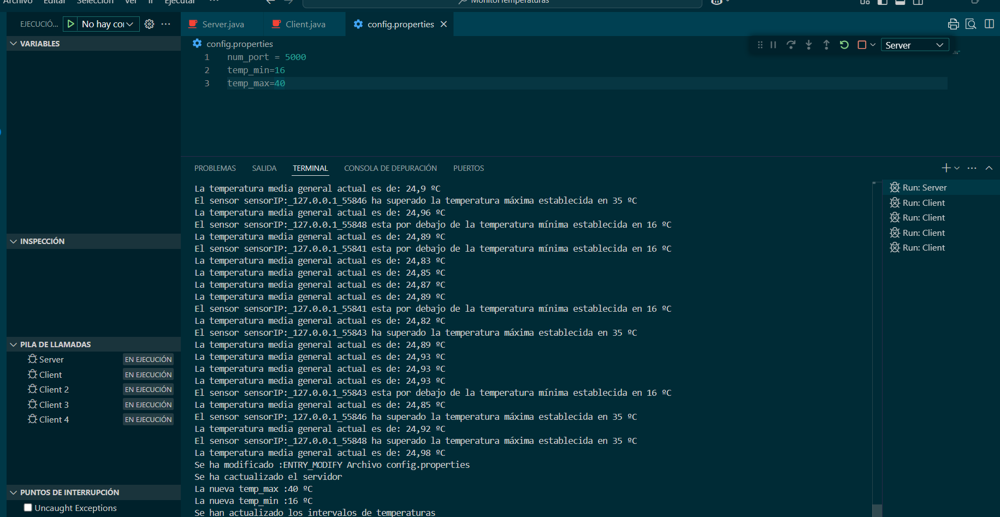 Archivo Editar Selección Ver Ir Ejecutar ···
MonitorTemperaturas
EJECUCIÓ... No hay cor
Server.java Client.java config.properties
VARIABLES
config.properties
Server
1 num_port = 5000
2 temp_min=16
3 temp_max=40
PROBLEMAS SALIDA TERMINAL CONSOLA DE DEPURACIÓN PUERTOS
La temperatura media general actual es de: 24,9 ºC
El sensor sensorIP:_127.0.0.1_55846 ha superado la temperatura máxima establecida en 35 ºC
La temperatura media general actual es de: 24,96 ºC
El sensor sensorIP:_127.0.0.1_55848 esta por debajo de la temperatura mínima establecida en 16 ºC
La temperatura media general actual es de: 24,89 ºC
El sensor sensorIP:_127.0.0.1_55841 esta por debajo de la temperatura mínima establecida en 16 ºC
La temperatura media general actual es de: 24,83 ºC
La temperatura media general actual es de: 24,85 ºC
La temperatura media general actual es de: 24,87 ºC
La temperatura media general actual es de: 24,89 ºC
El sensor sensorIP:_127.0.0.1_55841 esta por debajo de la temperatura mínima establecida en 16 ºC
La temperatura media general actual es de: 24,82 ºC
El sensor sensorIP:_127.0.0.1_55843 ha superado la temperatura máxima establecida en 35 ºC
La temperatura media general actual es de: 24,89 ºC
La temperatura media general actual es de: 24,93 ºC
La temperatura media general actual es de: 24,93 ºC
La temperatura media general actual es de: 24,93 ºC
El sensor sensorIP:_127.0.0.1_55843 esta por debajo de la temperatura mínima establecida en 16 ºC
La temperatura media general actual es de: 24,85 ºC
El sensor sensorIP:_127.0.0.1_55846 ha superado la temperatura máxima establecida en 35 ºC
La temperatura media general actual es de: 24,92 ºC
El sensor sensorIP:_127.0.0.1_55848 ha superado la temperatura máxima establecida en 35 ºC
La temperatura media general actual es de: 24,98 ºC
Se ha modificado :ENTRY_MODIFY Archivo config.properties
Se ha cactualizado el servidor
La nueva temp_max :40 ºC
La nueva temp_min :16 ºC
Se han actualizado los intervalos de temperaturas
Run: Server
Run: Client
Run: Client
Run: Client
Run: Client
INSPECCIÓN
PILA DE LLAMADAS
Server EN EJECUCIÓN
Client EN EJECUCIÓN
Client 2 EN EJECUCIÓN
Client 3 EN EJECUCIÓN
Client 4 EN EJECUCIÓN
PUNTOS DE INTERRUPCIÓN
Uncaught Exceptions